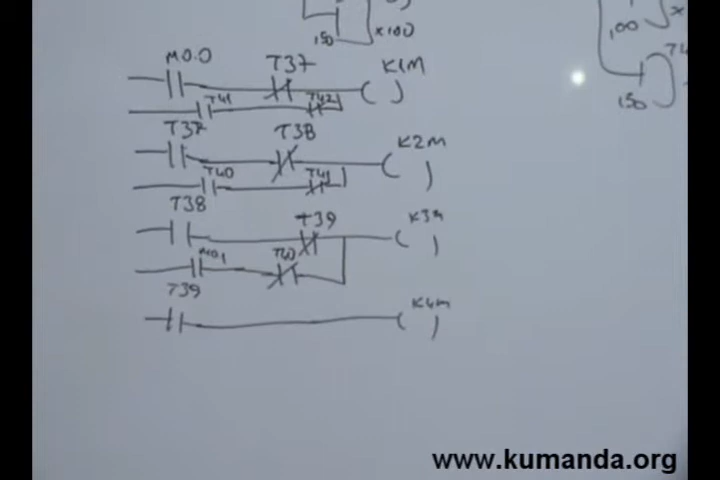 150 x100
x
100
T4
150
M0.0 T37 K1M
T41 T42
T37 T38 K2M
T40 T41
T38 T39 K3M
M0.1 T40
T39 K4M
www.kumanda.org